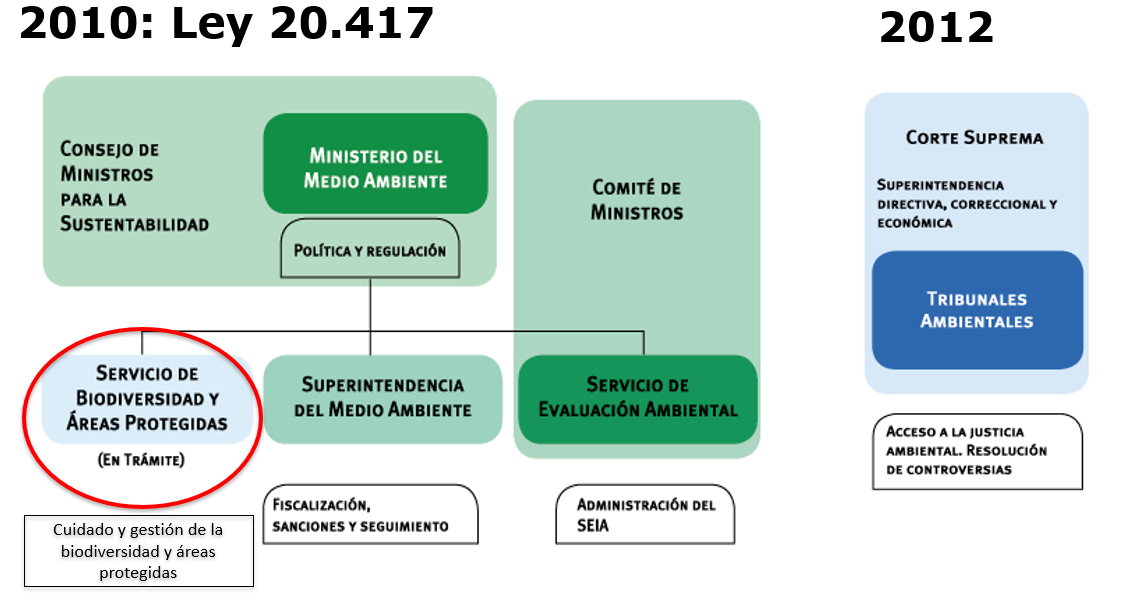 2010: Ley 20.417
2012
CONSEJO DE
MINISTROS
PARA LA
SUSTENTABILIDAD
MINISTERIO DEL
MEDIO AMBIENTE
POLÍTICA Y REGULACIÓN
COMITÉ DE
MINISTROS
SERVICIO DE
BIODIVERSIDAD Y
ÁREAS PROTEGIDAS
(EN TRÁMITE)
Cuidado y gestión de la
biodiversidad y áreas
protegidas
SUPERINTENDENCIA
DEL MEDIO AMBIENTE
FISCALIZACIÓN,
SANCIONES Y SEGUIMIENTO
SERVICIO DE
EVALUACIÓN AMBIENTAL
ADMINISTRACIÓN DEL
SEIA
CORTE SUPREMA
SUPERINTENDENCIA
DIRECTIVA, CORRECCIONAL Y
ECONÓMICA
TRIBUNALES
AMBIENTALES
ACCESO A LA JUSTICIA
AMBIENTAL. RESOLUCIÓN
DE CONTROVERSIAS